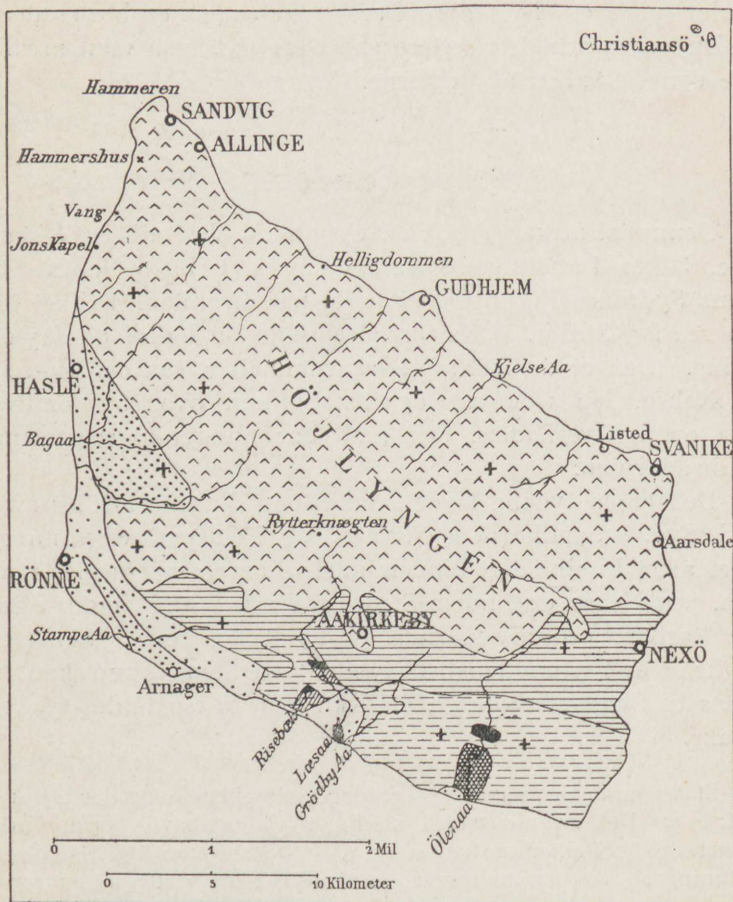 Christiansö
Hammeren
SANDVIG
ALLINGE
Hammershus
Vang
Jons Kapel
Helligdommen
GUDHJEM
HÖJLYNGEN
Kjelse Aa
HASLE
Bagaa
Listed
SVANIKE
Rytterknægten
Aarsdale
RÖNNE
AAKIRKEBY
Stampe Aa
NEXÖ
Arnager
Risebæk
Læsaa
Grödby Aa
Ölenaa
0 1 2 Mil
0 5 10 Kilometer